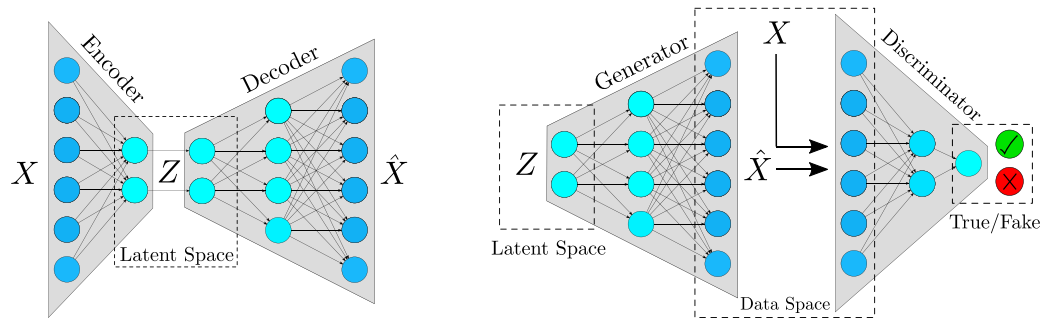 Encoder
Decoder
X
Z
X̂
Latent Space
Generator
Discriminator
X
Z
X̂
Latent Space
True/Fake
Data Space